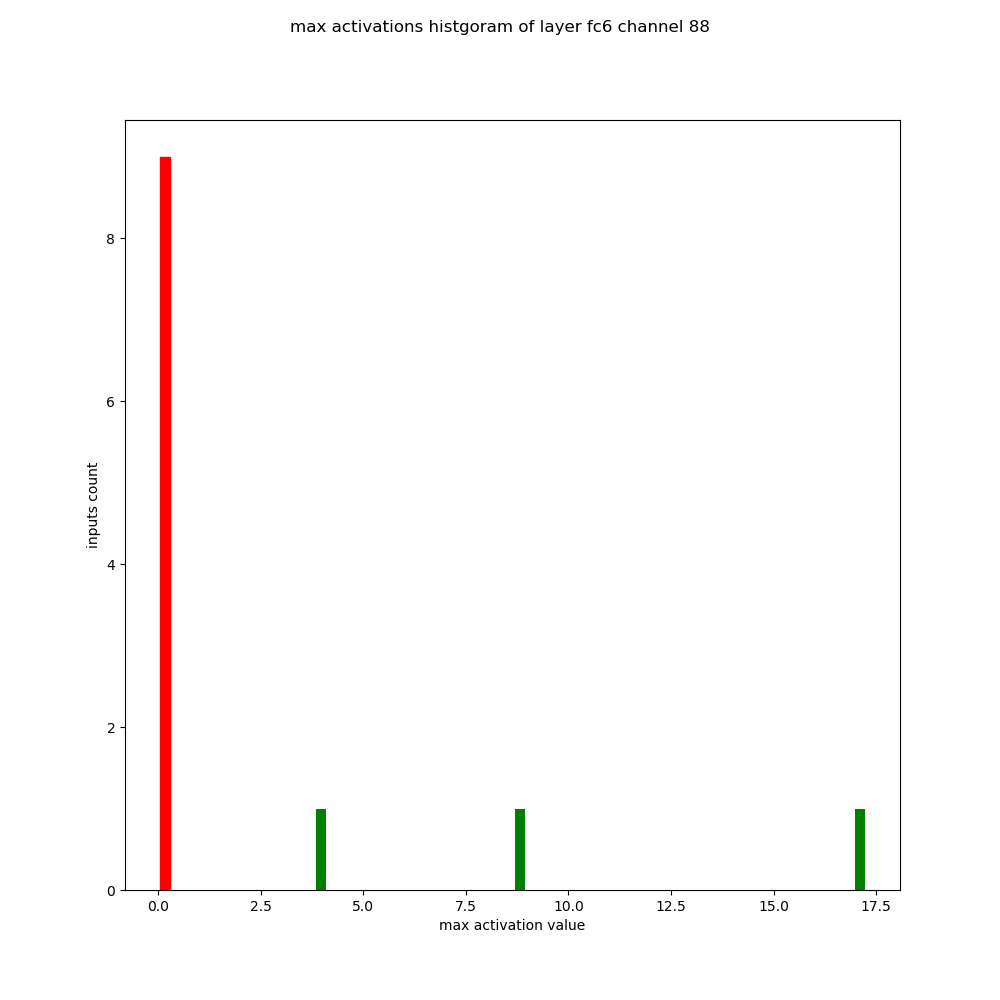 max activations histgoram of layer fc6 channel 88
8
6
4
2
0
inputs count
0.0 2.5 5.0 7.5 10.0 12.5 15.0 17.5
max activation value